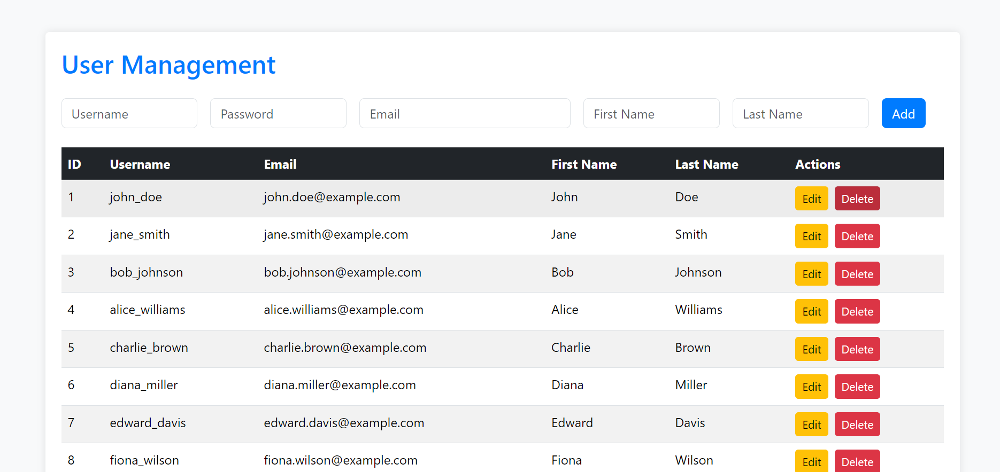 User Management
Username Password Email First Name Last Name Add
ID Username Email First Name Last Name Actions
1 john_doe john.doe@example.com John Doe Edit Delete
2 jane_smith jane.smith@example.com Jane Smith Edit Delete
3 bob_johnson bob.johnson@example.com Bob Johnson Edit Delete
4 alice_williams alice.williams@example.com Alice Williams Edit Delete
5 charlie_brown charlie.brown@example.com Charlie Brown Edit Delete
6 diana_miller diana.miller@example.com Diana Miller Edit Delete
7 edward_davis edward.davis@example.com Edward Davis Edit Delete
8 fiona_wilson fiona.wilson@example.com Fiona Wilson Edit Delete